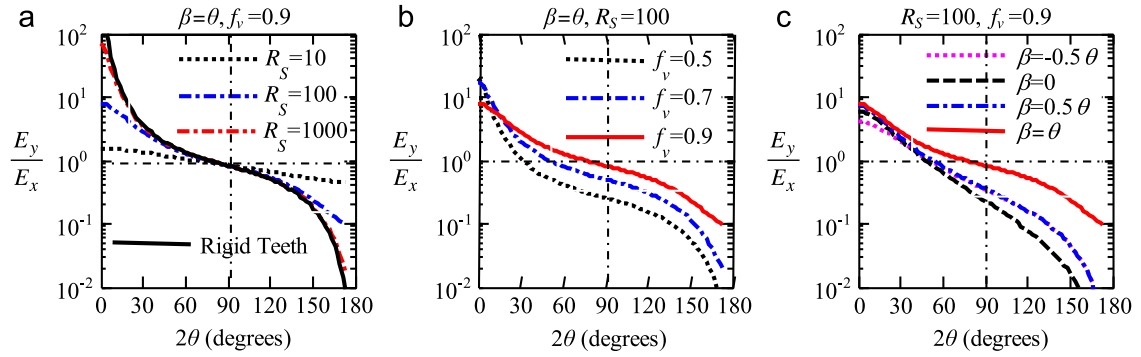 a
β=θ, f_v=0.9
E_y
E_x
10^2
10^1
10^0
10^-1
10^-2
R_S=10
R_S=100
R_S=1000
Rigid Teeth
0 30 60 90 120 150 180
2θ (degrees)
b
β=θ, R_S=100
E_y
E_x
10^2
10^1
10^0
10^-1
10^-2
f_v=0.5
f_v=0.7
f_v=0.9
0 30 60 90 120 150 180
2θ (degrees)
c
R_S=100, f_v=0.9
E_y
E_x
10^2
10^1
10^0
10^-1
10^-2
β=-0.5θ
β=0
β=0.5θ
β=θ
0 30 60 90 120 150 180
2θ (degrees)